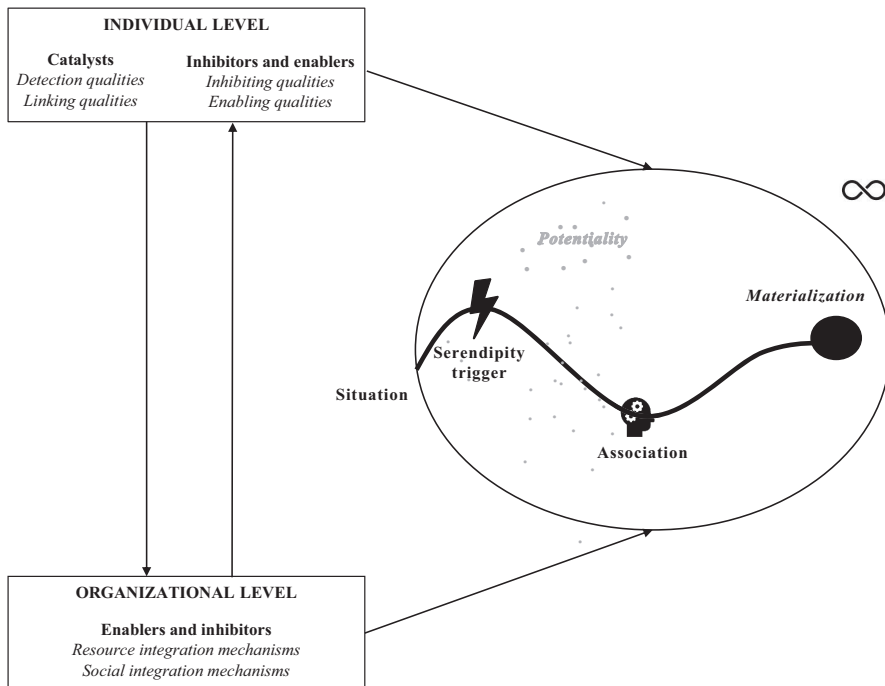 INDIVIDUAL LEVEL
Catalysts
Detection qualities
Linking qualities
Inhibitors and enablers
Inhibiting qualities
Enabling qualities
∞
Potentiality
Materialization
Serendipity
trigger
Situation
Association
ORGANIZATIONAL LEVEL
Enablers and inhibitors
Resource integration mechanisms
Social integration mechanisms